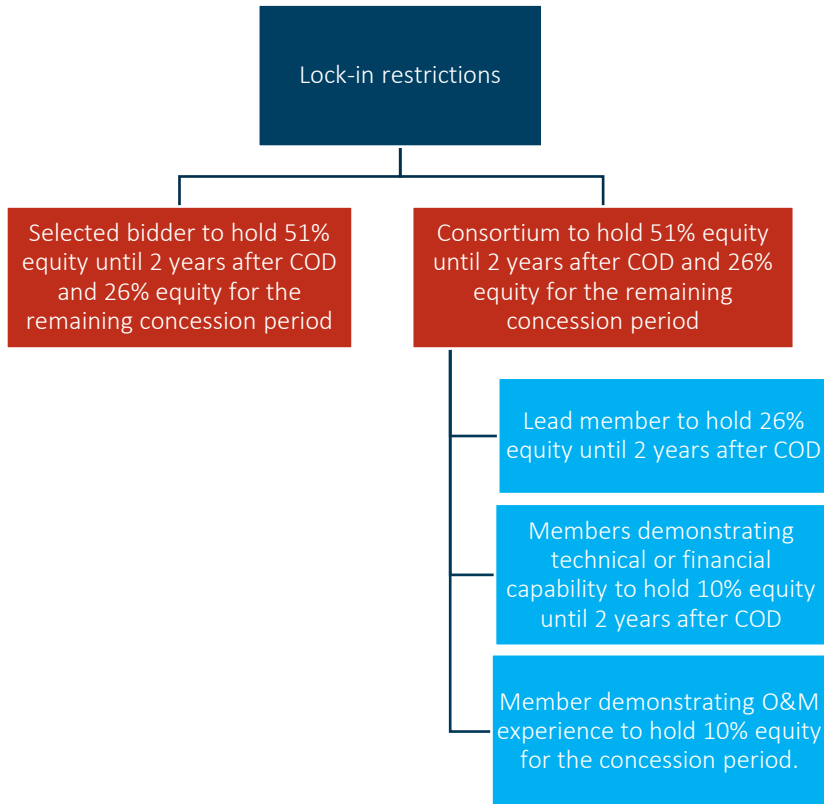 Lock-in restrictions
Selected bidder to hold 51%
equity until 2 years after COD
and 26% equity for the
remaining concession period
Consortium to hold 51% equity
until 2 years after COD and 26%
equity for the remaining
concession period
Lead member to hold 26%
equity until 2 years after COD
Members demonstrating
technical or financial
capability to hold 10% equity
until 2 years after COD
Member demonstrating O&M
experience to hold 10% equity
for the concession period.